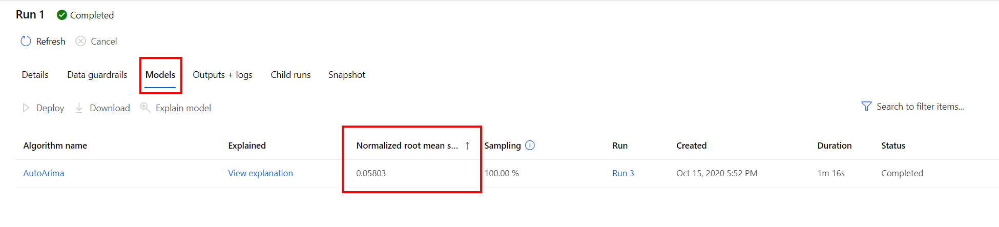 Run 1 Completed
Refresh Cancel
Details Data guardrails Models Outputs + logs Child runs Snapshot
Deploy Download Explain model Search to filter items...
Algorithm name Explained Normalized root mean s... ↑ Sampling Run Created Duration Status
AutoArima View explanation 0.05803 100.00 % Run 3 Oct 15, 2020 5:52 PM 1m 16s Completed